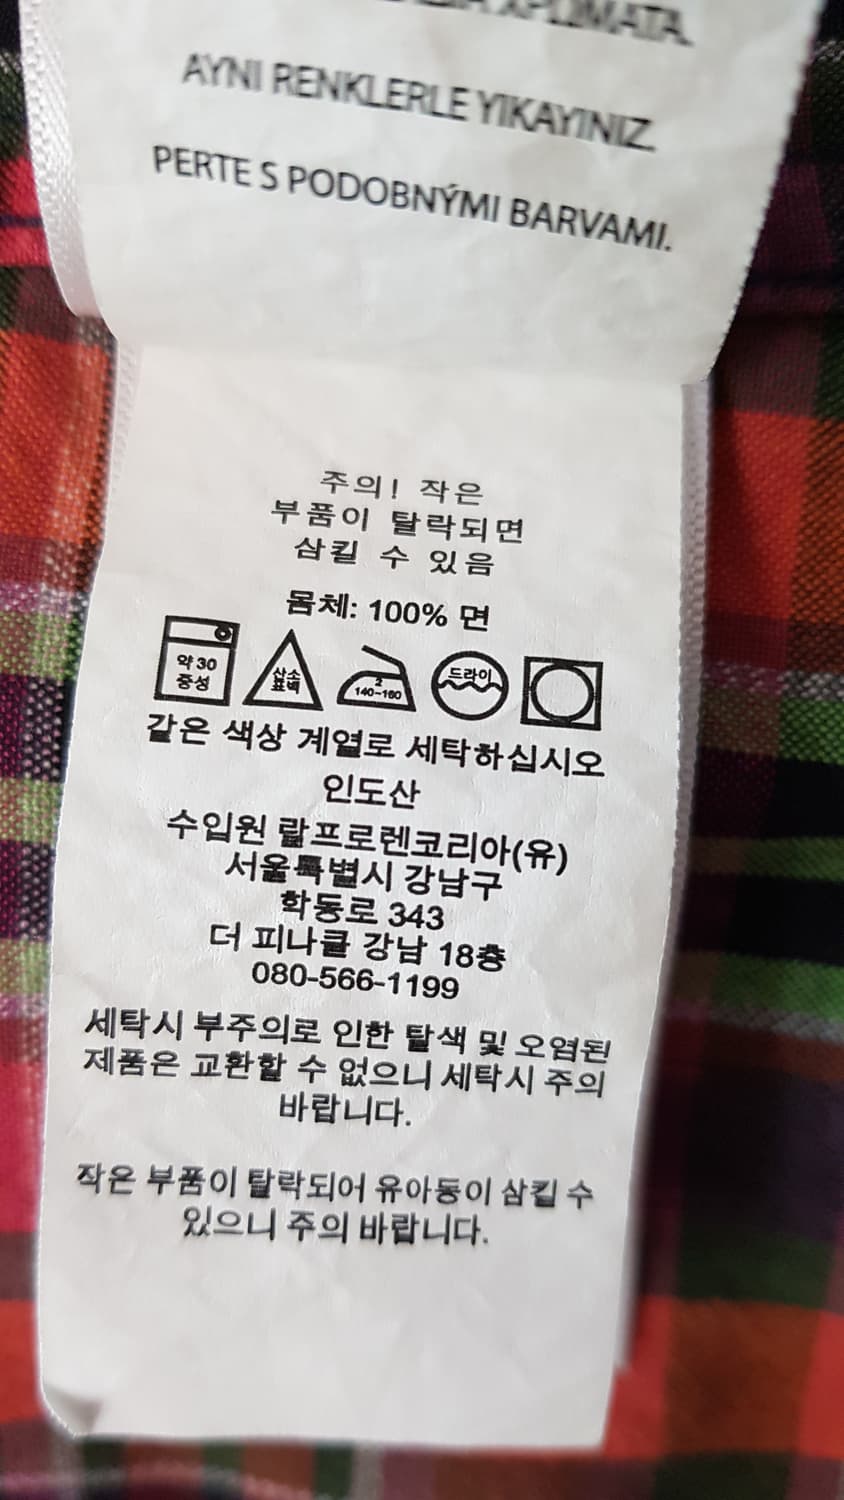 ΧΡΩΜΑΤΑ.
AYNI RENKLERLE YIKAYINIZ.
PERTE S PODOBNÝMI BARVAMI.
주의! 작은
부품이 탈락되면
삼킬 수 있음
몸체: 100% 면
약 30
중성
산소
표백
2
140~160
드라이
같은 색상 계열로 세탁하십시오
인도산
수입원 랄프로렌코리아(유)
서울특별시 강남구
학동로 343
더 피나클 강남 18층
080-566-1199
세탁시 부주의로 인한 탈색 및 오염된
제품은 교환할 수 없으니 세탁시 주의
바랍니다.
작은 부품이 탈락되어 유아등이 삼킬 수
있으니 주의 바랍니다.